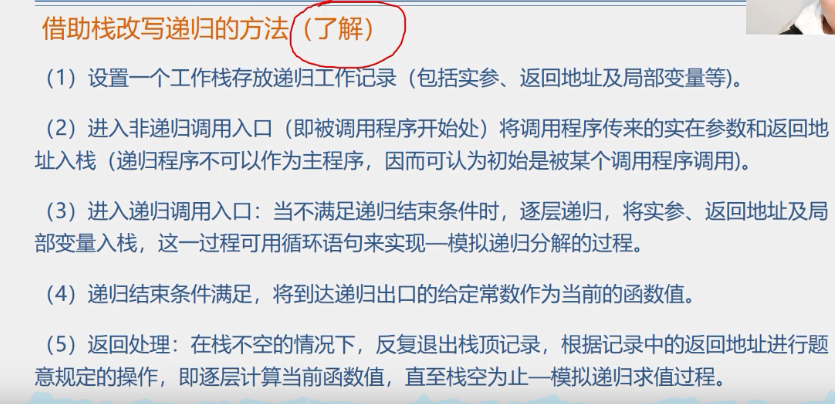 借助栈改写递归的方法（了解）
（1）设置一个工作栈存放递归工作记录（包括实参、返回地址及局部变量等)。
（2）进入非递归调用入口（即被调用程序开始处）将调用程序传来的实在参数和返回地
址入栈（递归程序不可以作为主程序，因而可认为初始是被某个调用程序调用)。
（3）进入递归调用入口：当不满足递归结束条件时，逐层递归，将实参、返回地址及局
部变量入栈，这一过程可用循环语句来实现—模拟递归分解的过程。
（4）递归结束条件满足，将到达递归出口的给定常数作为当前的函数值。
（5）返回处理：在栈不空的情况下，反复退出栈顶记录，根据记录中的返回地址进行题
意规定的操作，即逐层计算当前函数值，直至栈空为止—模拟递归求值过程。